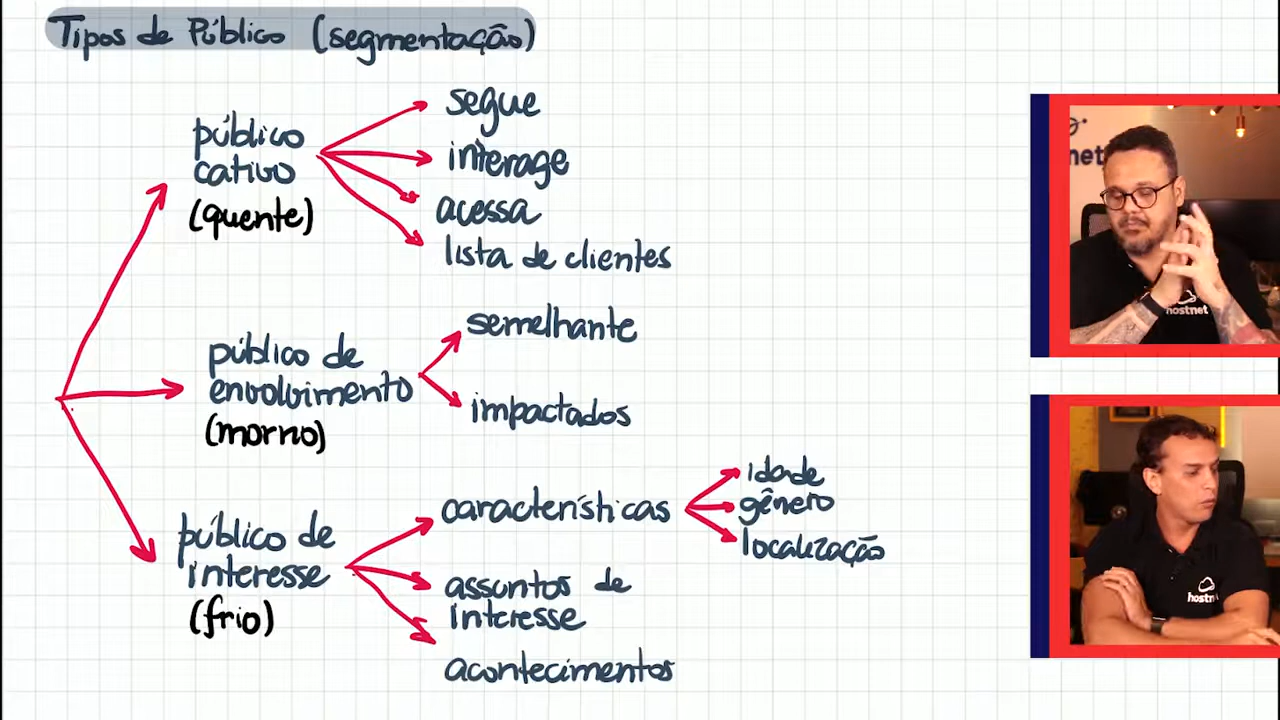 Tipos de Público (segmentação)
público
cativo
(quente)
segue
interage
acessa
lista de clientes
público de
envolvimento
(morno)
semelhante
impactados
público de
interesse
(frio)
características
idade
gênero
localização
assuntos de
interesse
acontecimentos
net
hostnet
hostnet